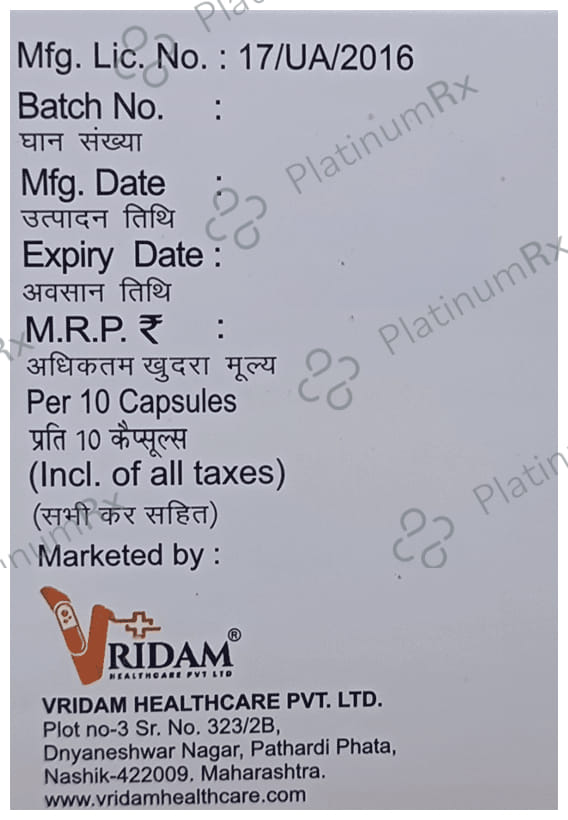 Mfg. Lic. No. : 17/UA/2016
Batch No. :
घान संख्या
Mfg. Date :
उत्पादन तिथि
Expiry Date :
अवसान तिथि
M.R.P. ₹ :
अधिकतम खुदरा मूल्य
Per 10 Capsules
प्रति 10 कैप्सूल्स
(Incl. of all taxes)
(सभी कर सहित)
Marketed by :
VRIDAM®
HEALTHCARE PVT LTD
VRIDAM HEALTHCARE PVT. LTD.
Plot no-3 Sr. No. 323/2B,
Dnyaneshwar Nagar, Pathardi Phata,
Nashik-422009. Maharashtra.
www.vridamhealthcare.com
PlatinumRx
PlatinumRx